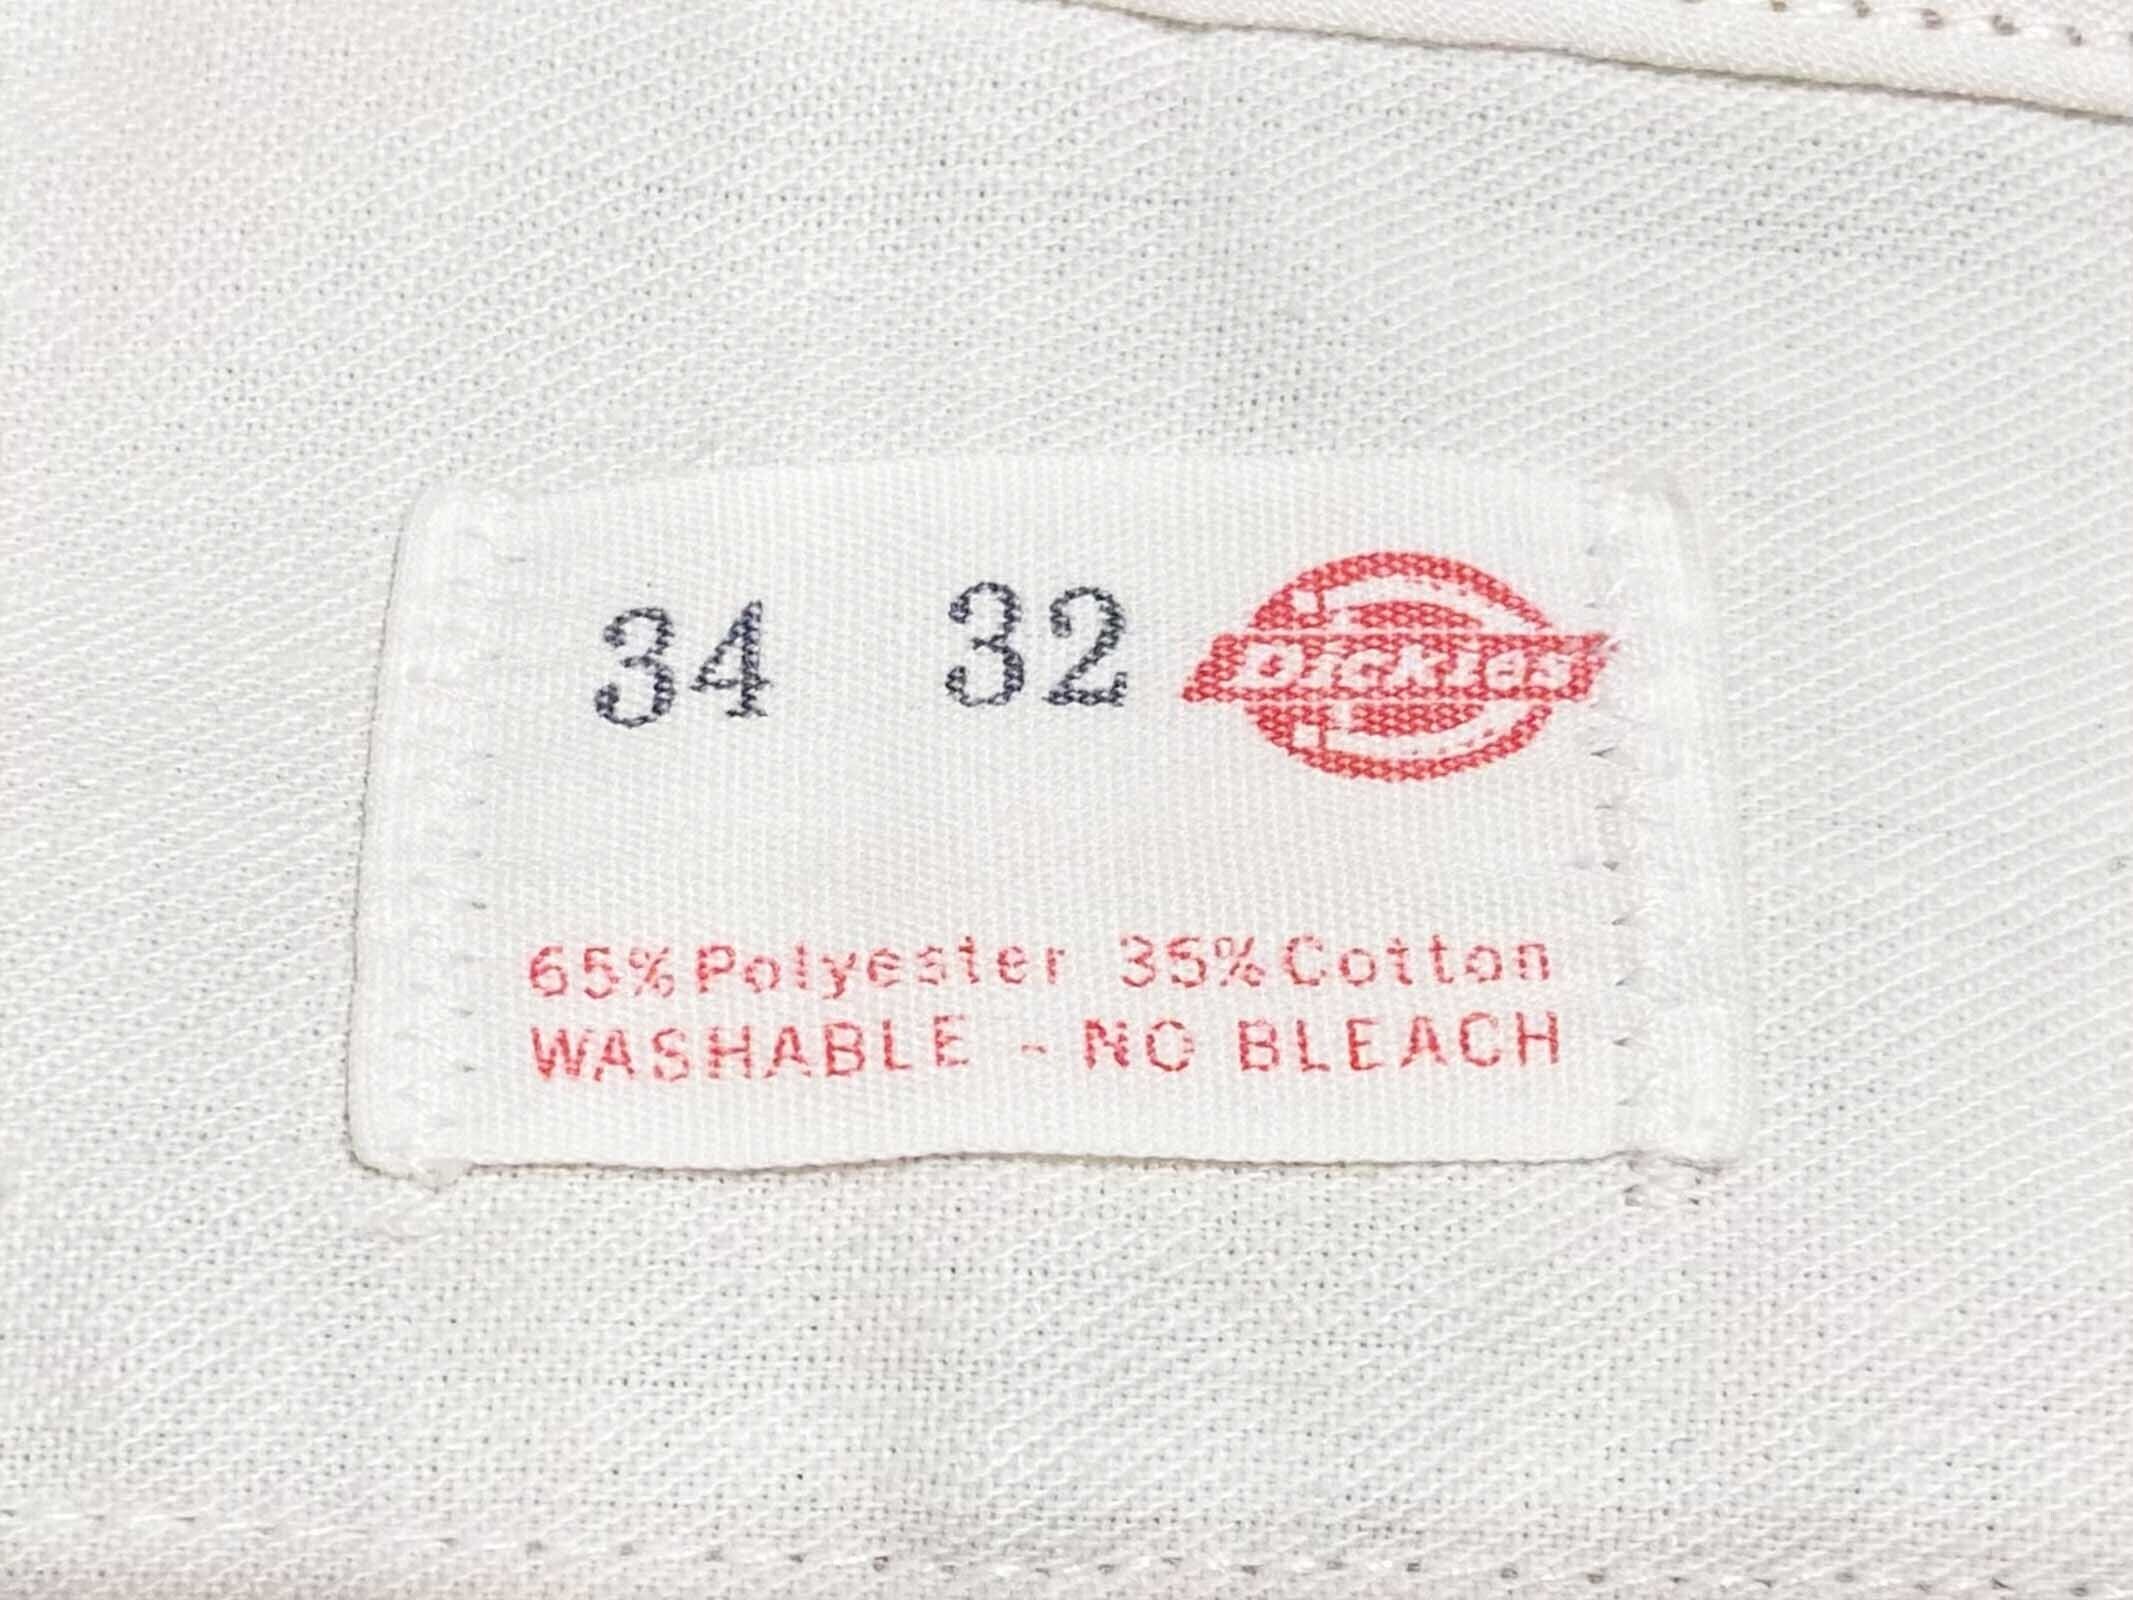 34 32 Dickies
65% Polyester 35% Cotton
WASHABLE - NO BLEACH